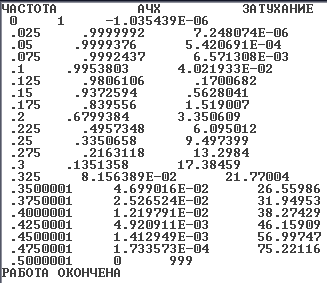 ЧАСТОТА АЧХ ЗАТУХАНИЕ
0 1 -1.035439E-06
.025 .9999992 7.248074E-06
.05 .9999376 5.420691E-04
.075 .9992437 6.571308E-03
.1 .9953803 4.021933E-02
.125 .9806106 .1700682
.15 .9372594 .5628041
.175 .839556 1.519007
.2 .6799384 3.350609
.225 .4957348 6.095012
.25 .3350658 9.497399
.275 .2163118 13.2984
.3 .1351358 17.38459
.325 8.156389E-02 21.77004
.3500001 4.699016E-02 26.55986
.3750001 2.526524E-02 31.94953
.4000001 1.219791E-02 38.27429
.4250001 4.920911E-03 46.15909
.4500001 1.412949E-03 56.99747
.4750001 1.733573E-04 75.22116
.5000001 0 999
РАБОТА ОКОНЧЕНА